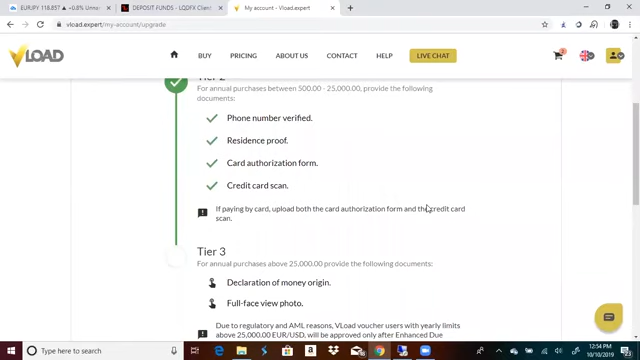 EURJPY 116.857 ▲ +0.8% Unnam
DEPOSIT FUNDS - LQDFX Client
My account - Vload.expert
vload.expert/my-account/upgrade
VLOAD
BUY
PRICING
ABOUT US
CONTACT
HELP
LIVE CHAT
Tier 2
For annual purchases between 500.00 - 25,000.00, provide the following
documents:
Phone number verified.
Residence proof.
Card authorization form.
Credit card scan.
If paying by card, upload both the card authorization form and the credit card
scan.
Tier 3
For annual purchases above 25,000.00 provide the following documents:
Declaration of money origin.
Full-face view photo.
Due to regulatory and AML reasons, VLoad voucher users with yearly limits
above 25,000.00 EUR/USD, will be approved only after Enhanced Due
Type here to search
12:54 PM
10/10/2019